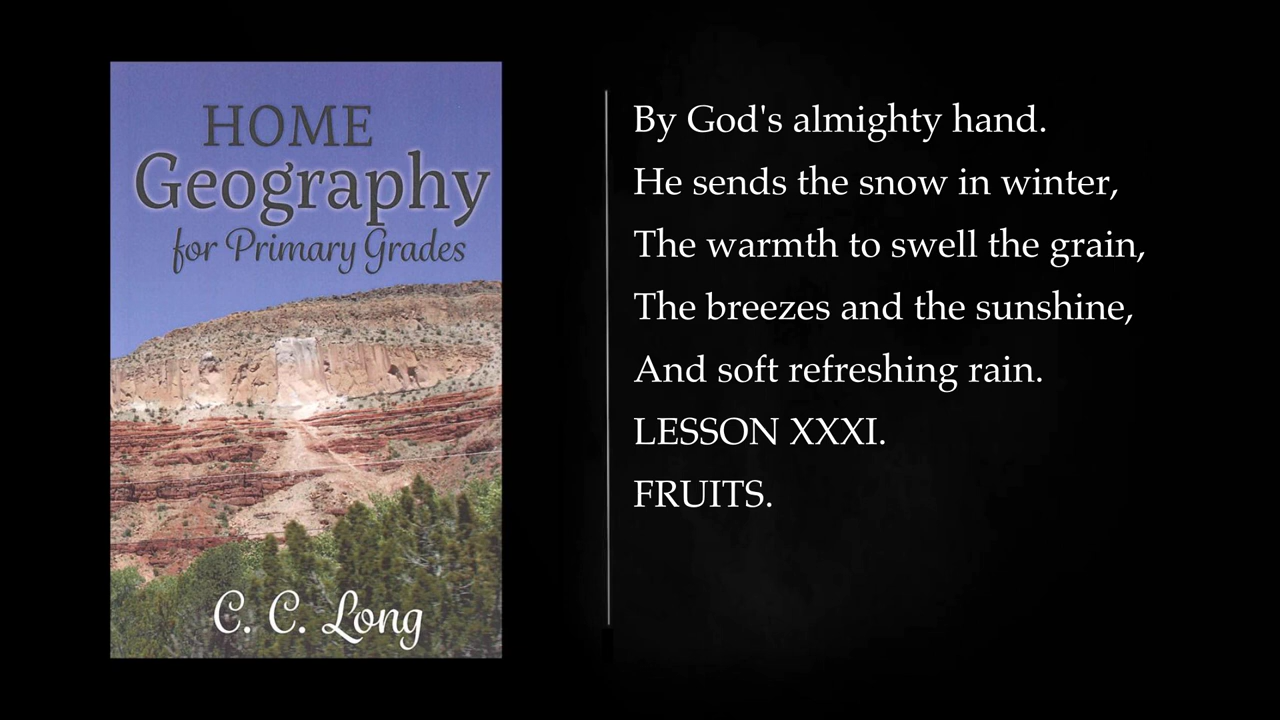 HOME
Geography
for Primary Grades
C. C. Long
By God's almighty hand.
He sends the snow in winter,
The warmth to swell the grain,
The breezes and the sunshine,
And soft refreshing rain.
LESSON XXXI.
FRUITS.